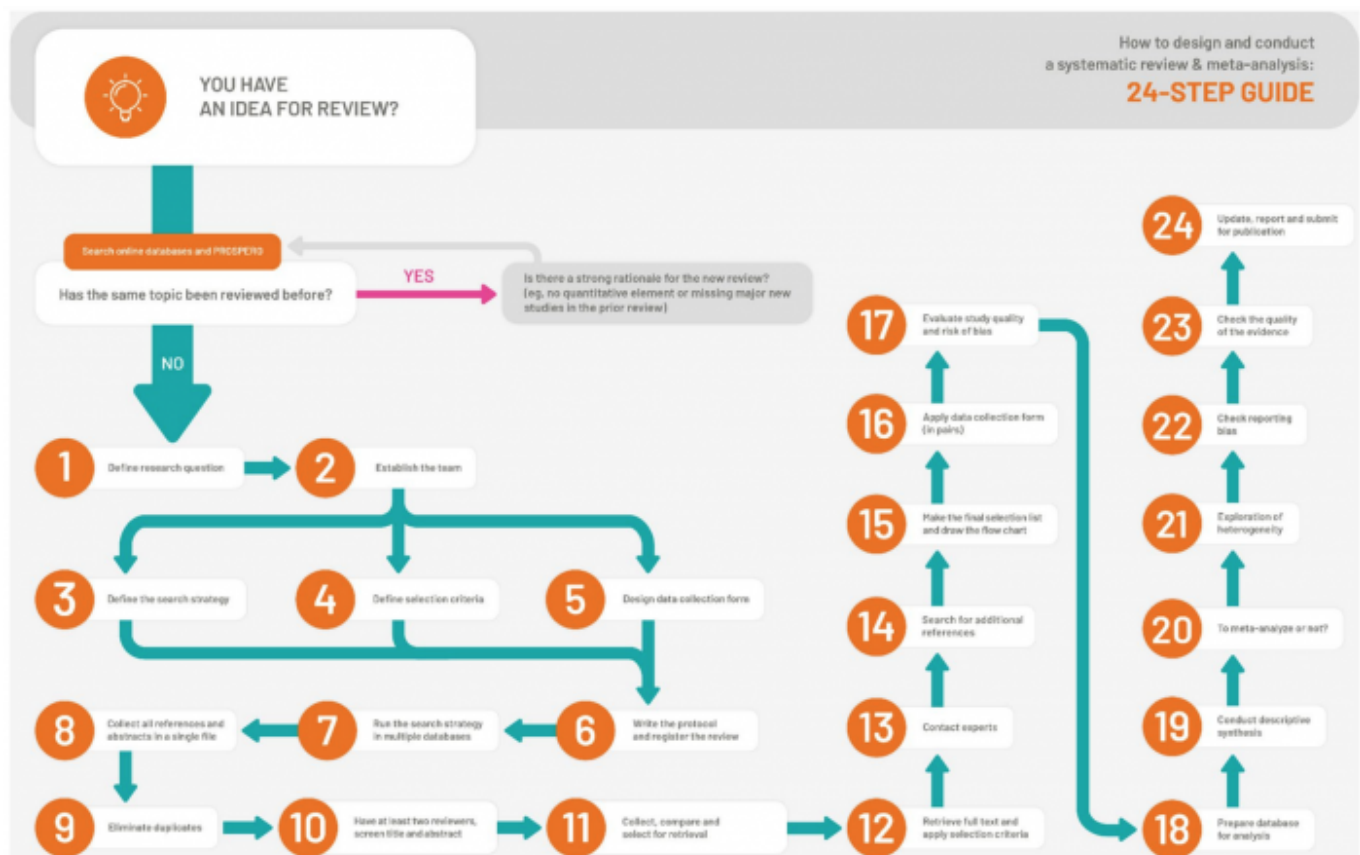 How to design and conduct
a systematic review & meta-analysis:
24-STEP GUIDE
YOU HAVE
AN IDEA FOR REVIEW?
Search online databases and PROSPERO
Has the same topic been reviewed before?
YES
Is there a strong rationale for the new review?
(eg, no quantitative element or missing major new
studies in the prior review)
NO
1
Define research question
2
Establish the team
3
Define the search strategy
4
Define selection criteria
5
Design data collection form
6
Write the protocol
and register the review
7
Run the search strategy
in multiple databases
8
Collect all references and
abstracts in a single file
9
Eliminate duplicates
10
Have at least two reviewers,
screen title and abstract
11
Collect, compare and
select for retrieval
12
Retrieve full text and
apply selection criteria
13
Contact experts
14
Search for additional
references
15
Make the final selection list
and draw the flow chart
16
Apply data collection form
(in pairs)
17
Evaluate study quality
and risk of bias
18
Prepare database
for analysis
19
Conduct descriptive
synthesis
20
To meta-analyze or not?
21
Exploration of
heterogeneity
22
Check reporting
bias
23
Check the quality
of the evidence
24
Update, report and submit
for publication